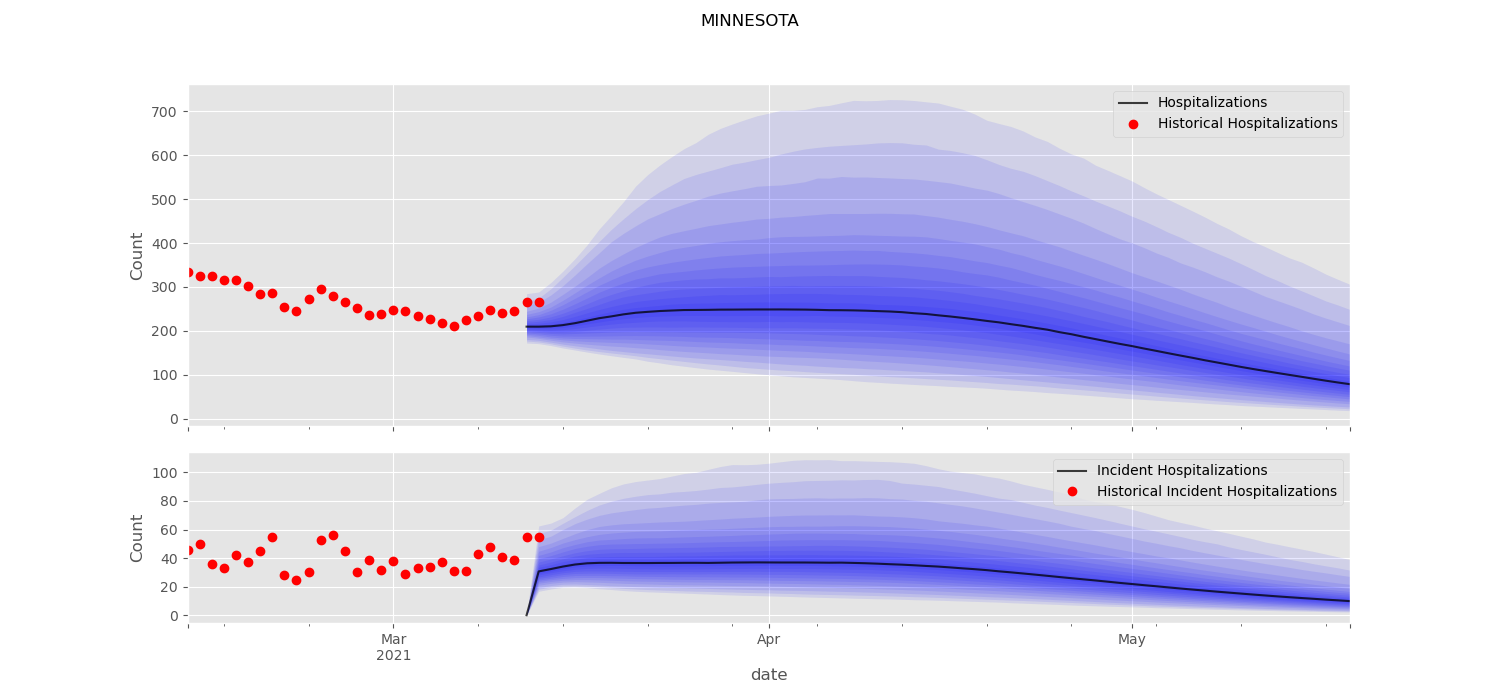 MINNESOTA
Hospitalizations
Historical Hospitalizations
Count
700
600
500
400
300
200
100
0
Incident Hospitalizations
Historical Incident Hospitalizations
Count
100
80
60
40
20
0
Mar
2021
Apr
May
date